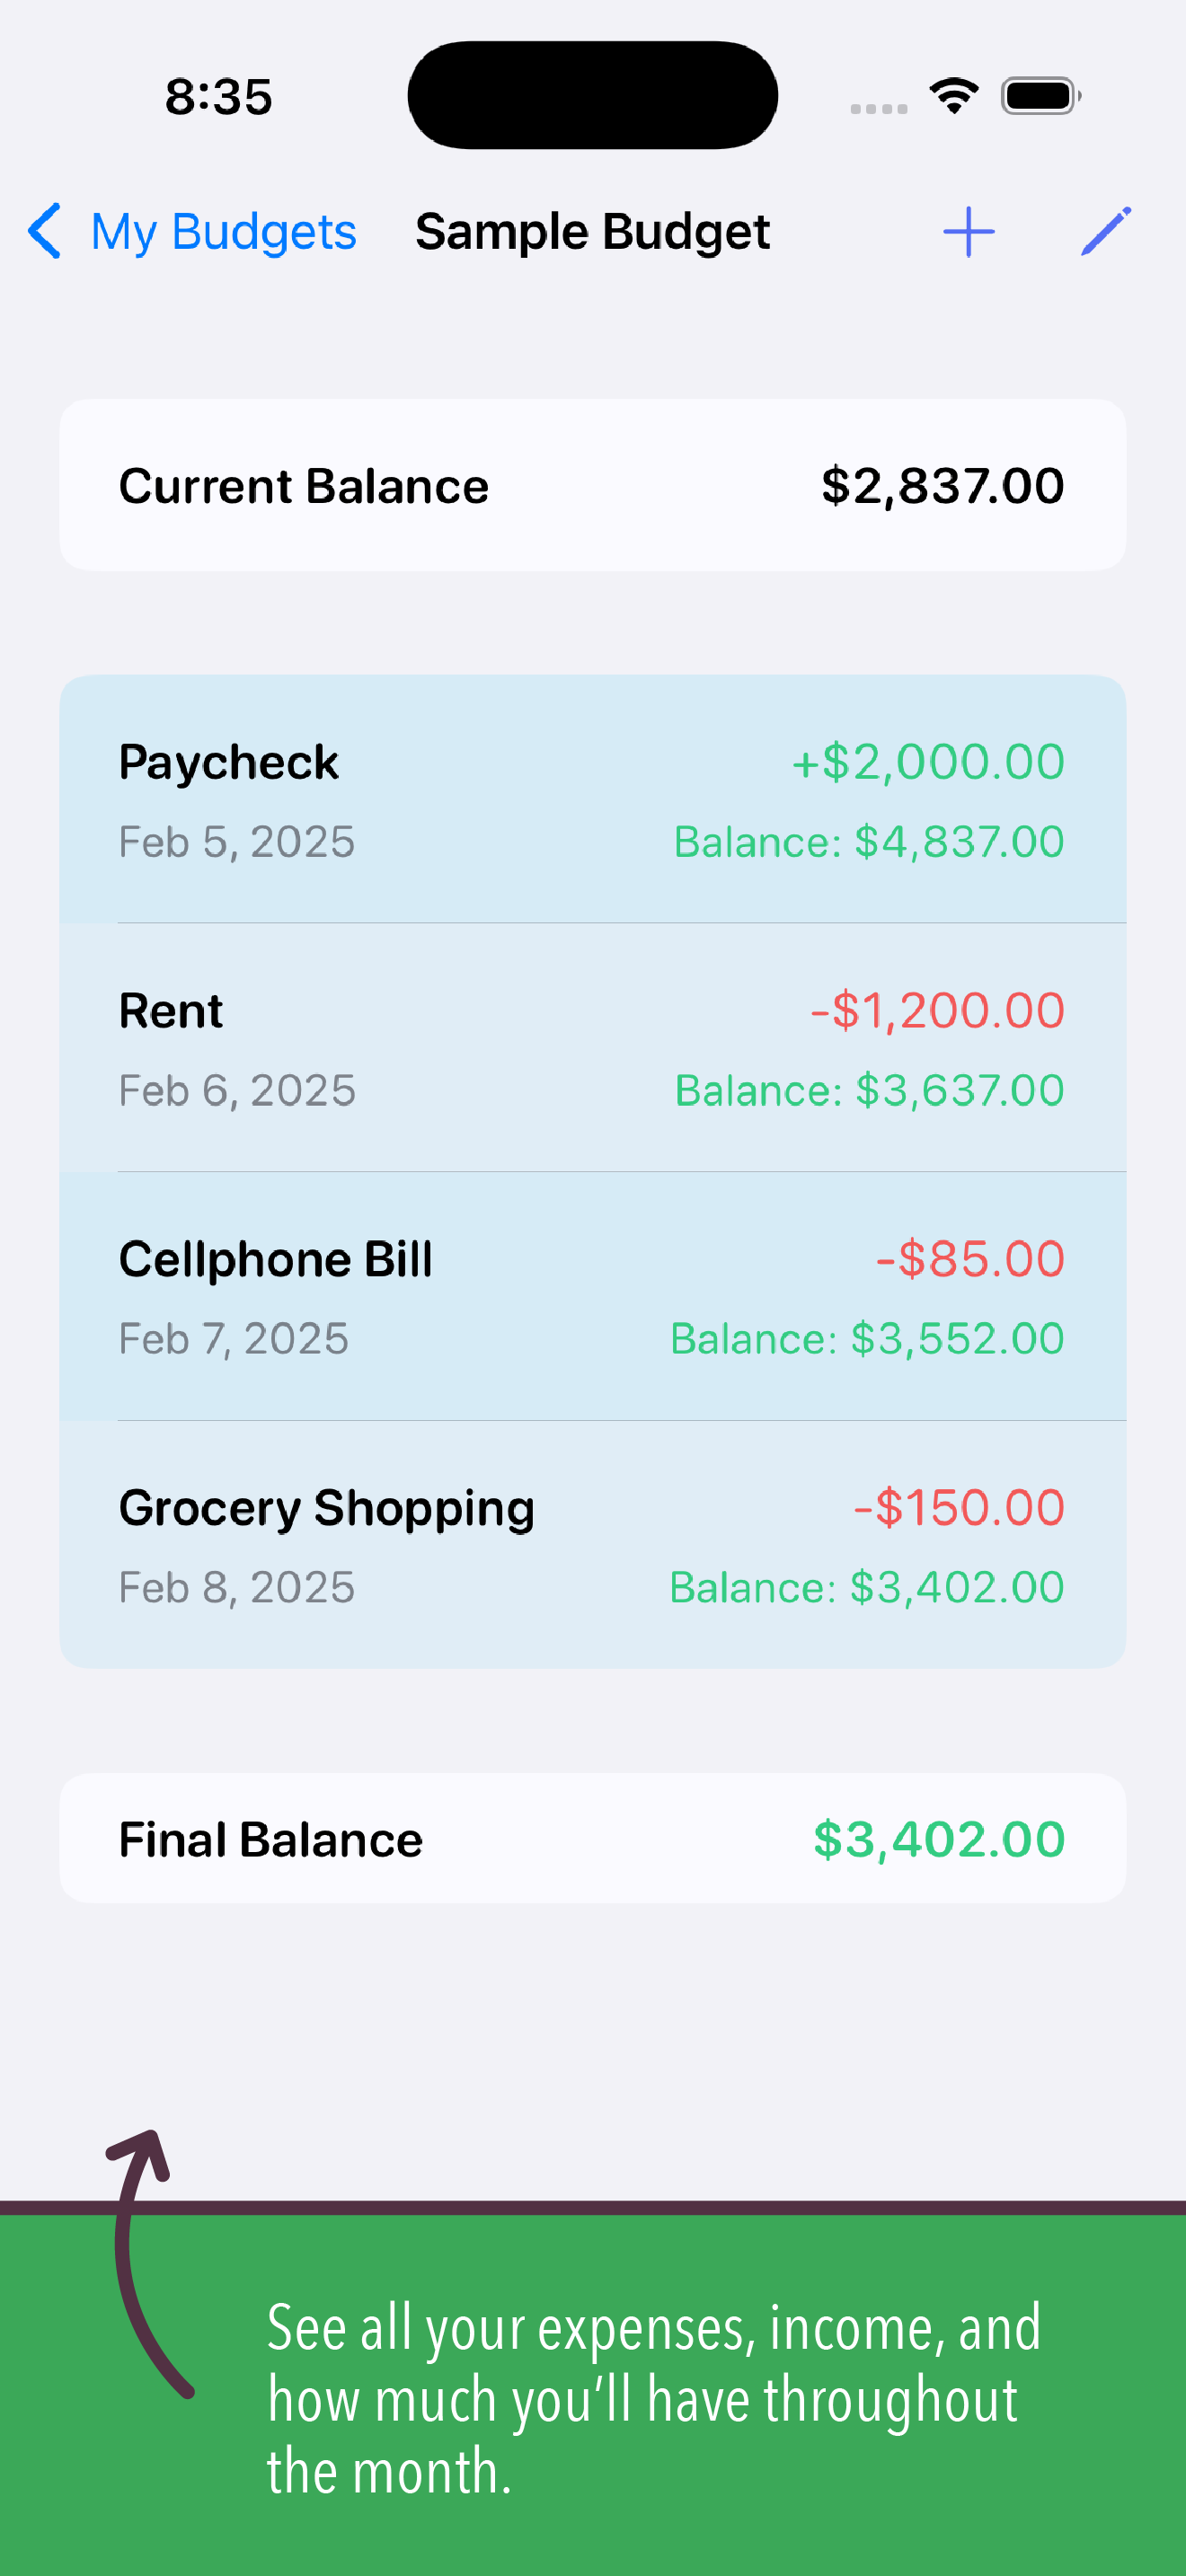 8:35
My Budgets Sample Budget
Current Balance $2,837.00
Paycheck +$2,000.00
Feb 5, 2025 Balance: $4,837.00
Rent -$1,200.00
Feb 6, 2025 Balance: $3,637.00
Cellphone Bill -$85.00
Feb 7, 2025 Balance: $3,552.00
Grocery Shopping -$150.00
Feb 8, 2025 Balance: $3,402.00
Final Balance $3,402.00
See all your expenses, income, and
how much you’ll have throughout
the month.